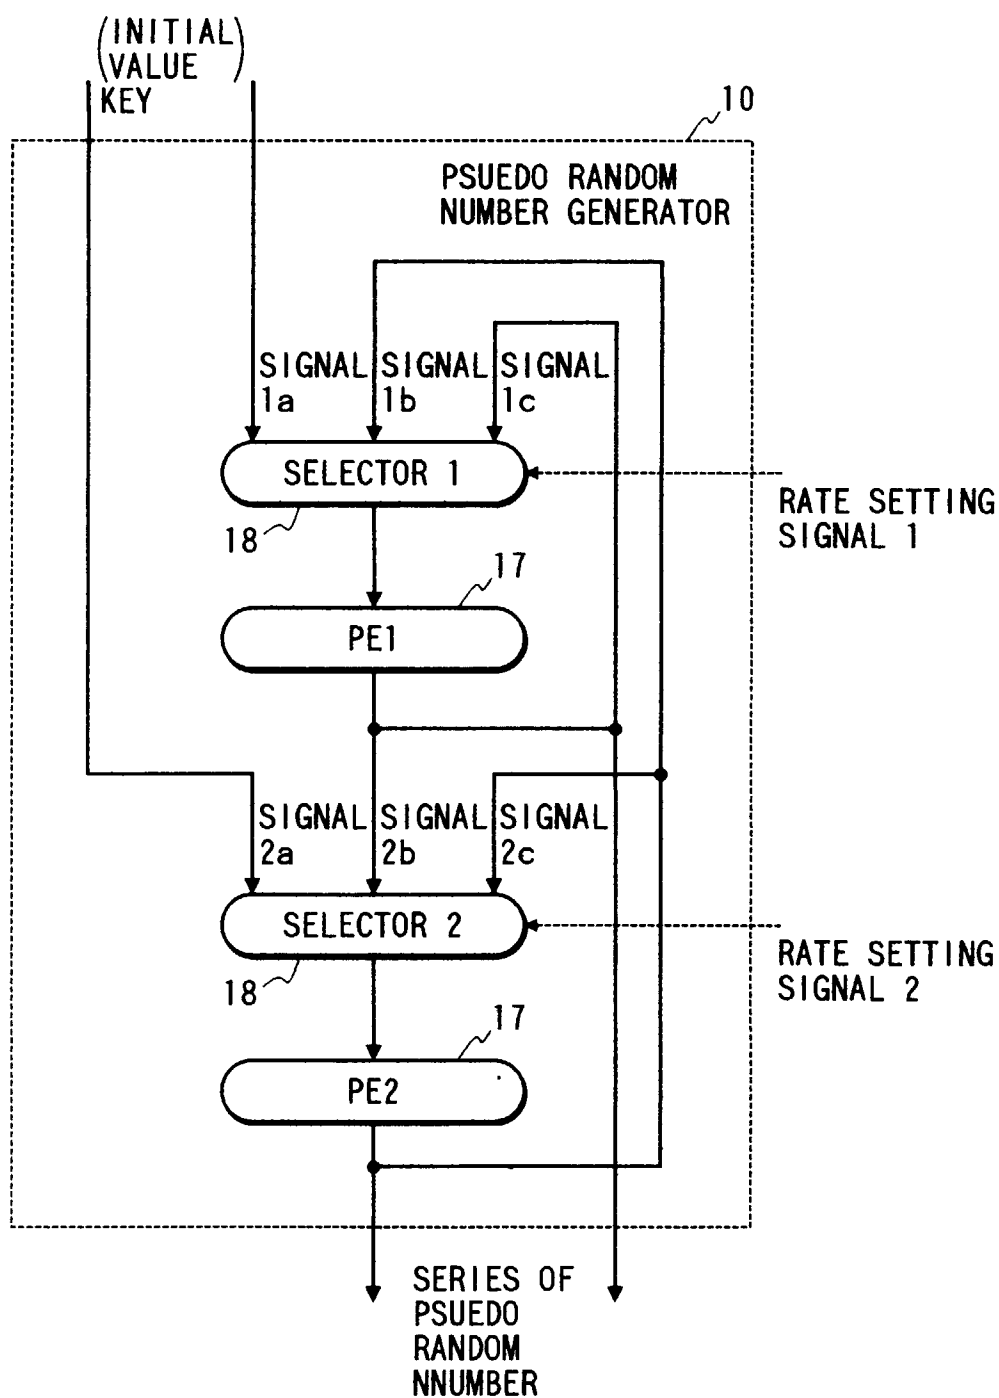 (INITIAL)
(VALUE
KEY
10
PSUEDO RANDOM
NUMBER GENERATOR
SIGNAL SIGNAL SIGNAL
1a 1b 1c
SELECTOR 1
RATE SETTING
SIGNAL 1
18
17
PE1
SIGNAL SIGNAL SIGNAL
2a 2b 2c
SELECTOR 2
RATE SETTING
SIGNAL 2
18
17
PE2
SERIES OF
PSUEDO
RANDOM
NNUMBER